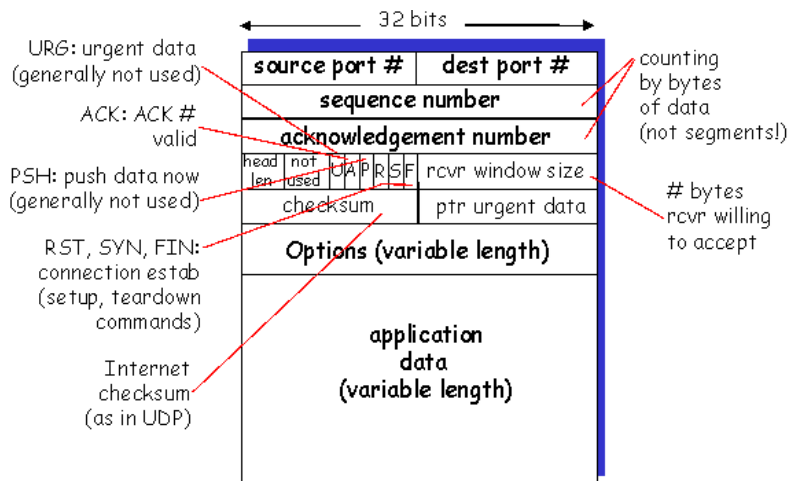 32 bits
URG: urgent data
(generally not used)
ACK: ACK #
valid
PSH: push data now
(generally not used)
RST, SYN, FIN:
connection estab
(setup, teardown
commands)
Internet
checksum
(as in UDP)
source port #
dest port #
sequence number
acknowledgement number
head
len
not
used
U
A
P
R
S
F
rcvr window size
checksum
ptr urgent data
Options (variable length)
application
data
(variable length)
counting
by bytes
of data
(not segments!)
# bytes
rcvr willing
to accept